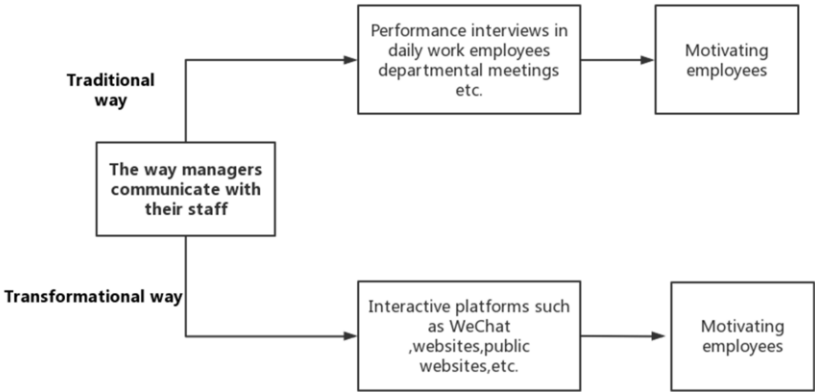 Performance interviews in
daily work employees
departmental meetings
etc.
Motivating
employees
Traditional
way
The way managers
communicate with
their staff
Transformational way
Interactive platforms such
as WeChat
,websites,public
websites,etc.
Motivating
employees